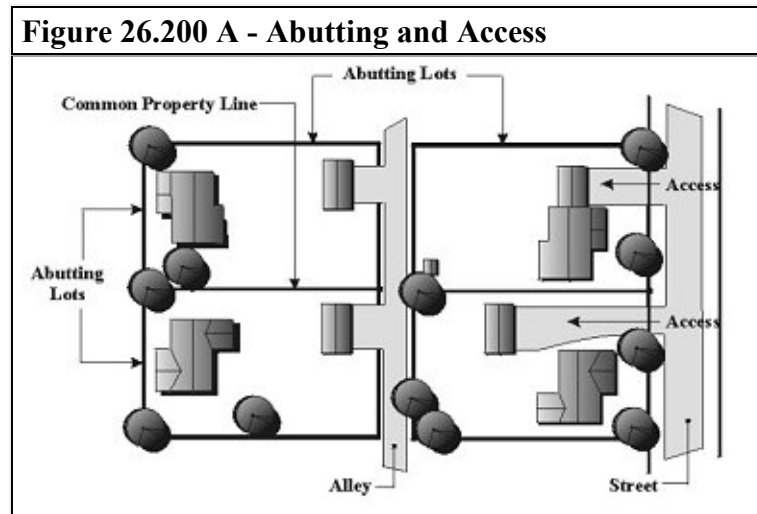 Figure 26.200 A - Abutting and Access
Abutting Lots
Common Property Line
Access
Abutting
Lots
Access
Alley
Street